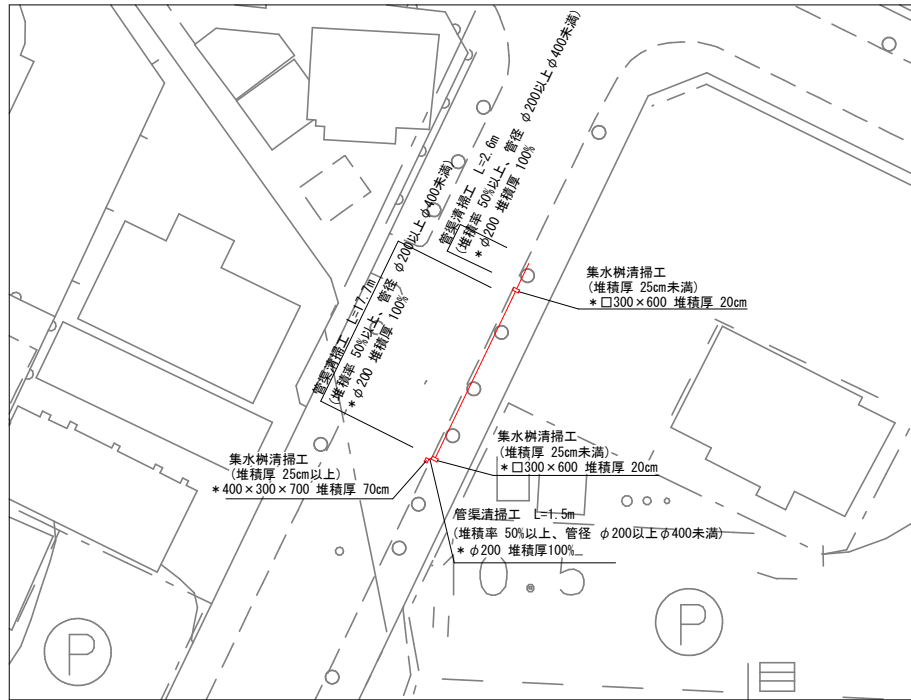 管渠清掃工 L=2.6m
(堆積率 50%以上、管径 φ200以上φ400未満)
*φ200 堆積厚 100%
管渠清掃工 L=17.7m
(堆積率 50%以上、管径 φ200以上φ400未満)
*φ200 堆積厚 100%
集水桝清掃工
(堆積厚 25cm未満)
*□300×600 堆積厚 20cm
集水桝清掃工
(堆積厚 25cm以上)
*400×300×700 堆積厚 70cm
集水桝清掃工
(堆積厚 25cm未満)
*□300×600 堆積厚 20cm
管渠清掃工 L=1.5m
(堆積率 50%以上、管径 φ200以上φ400未満)
*φ200 堆積厚100%
P
P